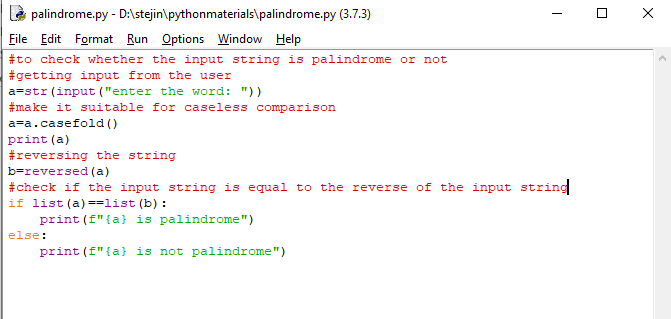 palindrome.py - D:\stejin\pythonmaterials\palindrome.py (3.7.3)
File Edit Format Run Options Window Help
#to check whether the input string is palindrome or not
#getting input from the user
a=str(input("enter the word: "))
#make it suitable for caseless comparison
a=a.casefold()
print(a)
#reversing the string
b=reversed(a)
#check if the input string is equal to the reverse of the input string
if list(a)==list(b):
    print(f"{a} is palindrome")
else:
    print(f"{a} is not palindrome")